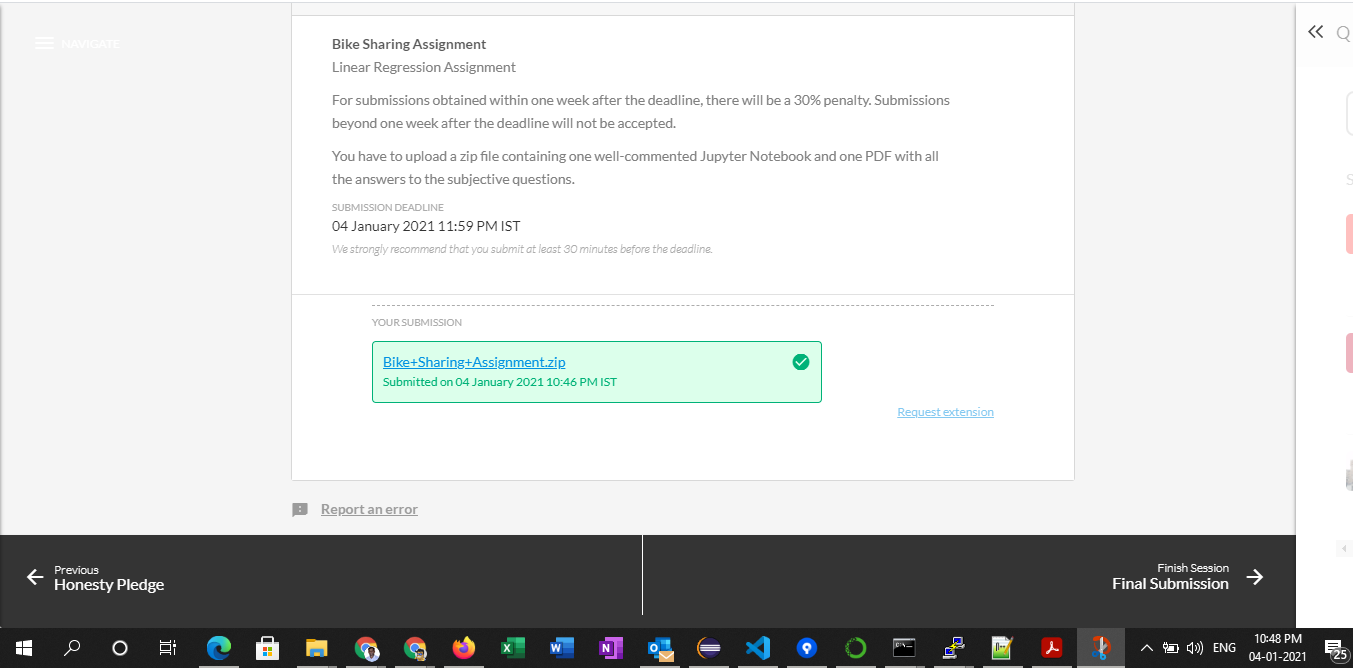 NAVIGATE
Q
Bike Sharing Assignment
Linear Regression Assignment
For submissions obtained within one week after the deadline, there will be a 30% penalty. Submissions
beyond one week after the deadline will not be accepted.
You have to upload a zip file containing one well-commented Jupyter Notebook and one PDF with all
the answers to the subjective questions.
SUBMISSION DEADLINE
04 January 2021 11:59 PM IST
We strongly recommend that you submit at least 30 minutes before the deadline.
S
YOUR SUBMISSION
Bike+Sharing+Assignment.zip
Submitted on 04 January 2021 10:46 PM IST
Request extension
Report an error
Previous
Honesty Pledge
Finish Session
Final Submission
ENG
10:48 PM
04-01-2021
25